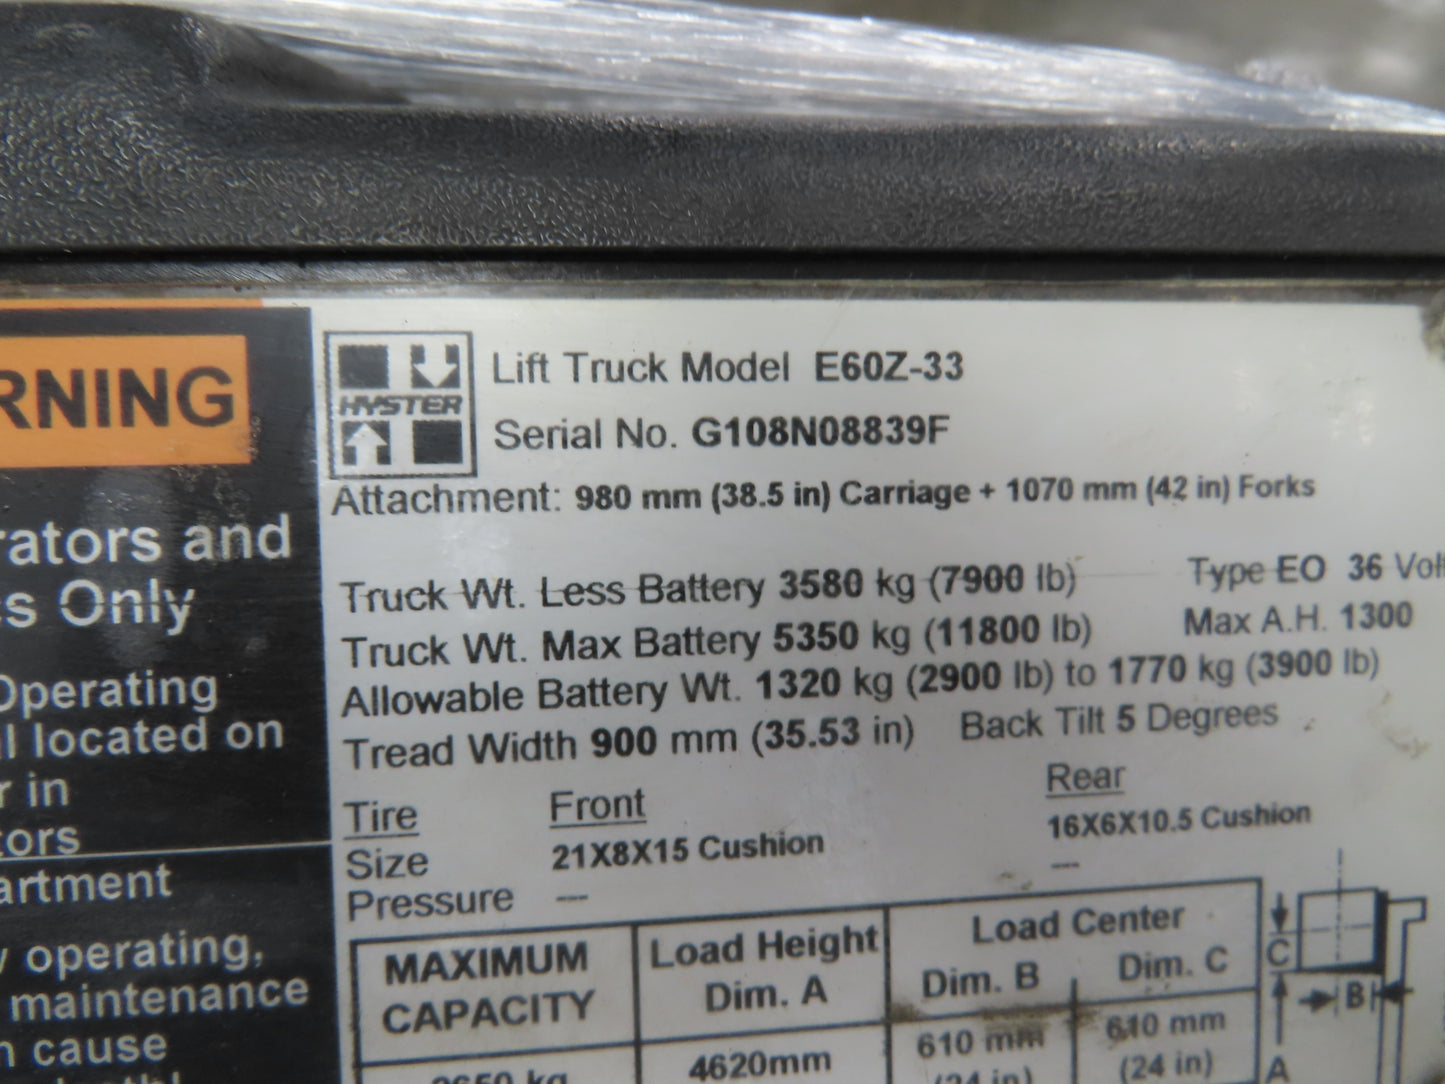 RNING
rators and
s Only
Operating
l located on
r in
tors
artment
operating,
maintenance
n cause
HYSTER
Lift Truck Model E60Z-33
Serial No. G108N08839F
Attachment: 980 mm (38.5 in) Carriage + 1070 mm (42 in) Forks
Truck Wt. Less Battery 3580 kg (7900 lb) Type EO 36 Volt
Truck Wt. Max Battery 5350 kg (11800 lb) Max A.H. 1300
Allowable Battery Wt. 1320 kg (2900 lb) to 1770 kg (3900 lb)
Tread Width 900 mm (35.53 in) Back Tilt 5 Degrees
Tire Front Rear
Size 21X8X15 Cushion 16X6X10.5 Cushion
Pressure --- ---
MAXIMUM CAPACITY
Load Height Dim. A
Load Center
Dim. B Dim. C
4620mm
610 mm
(24 in)
610 mm
(24 in)
C
B
A